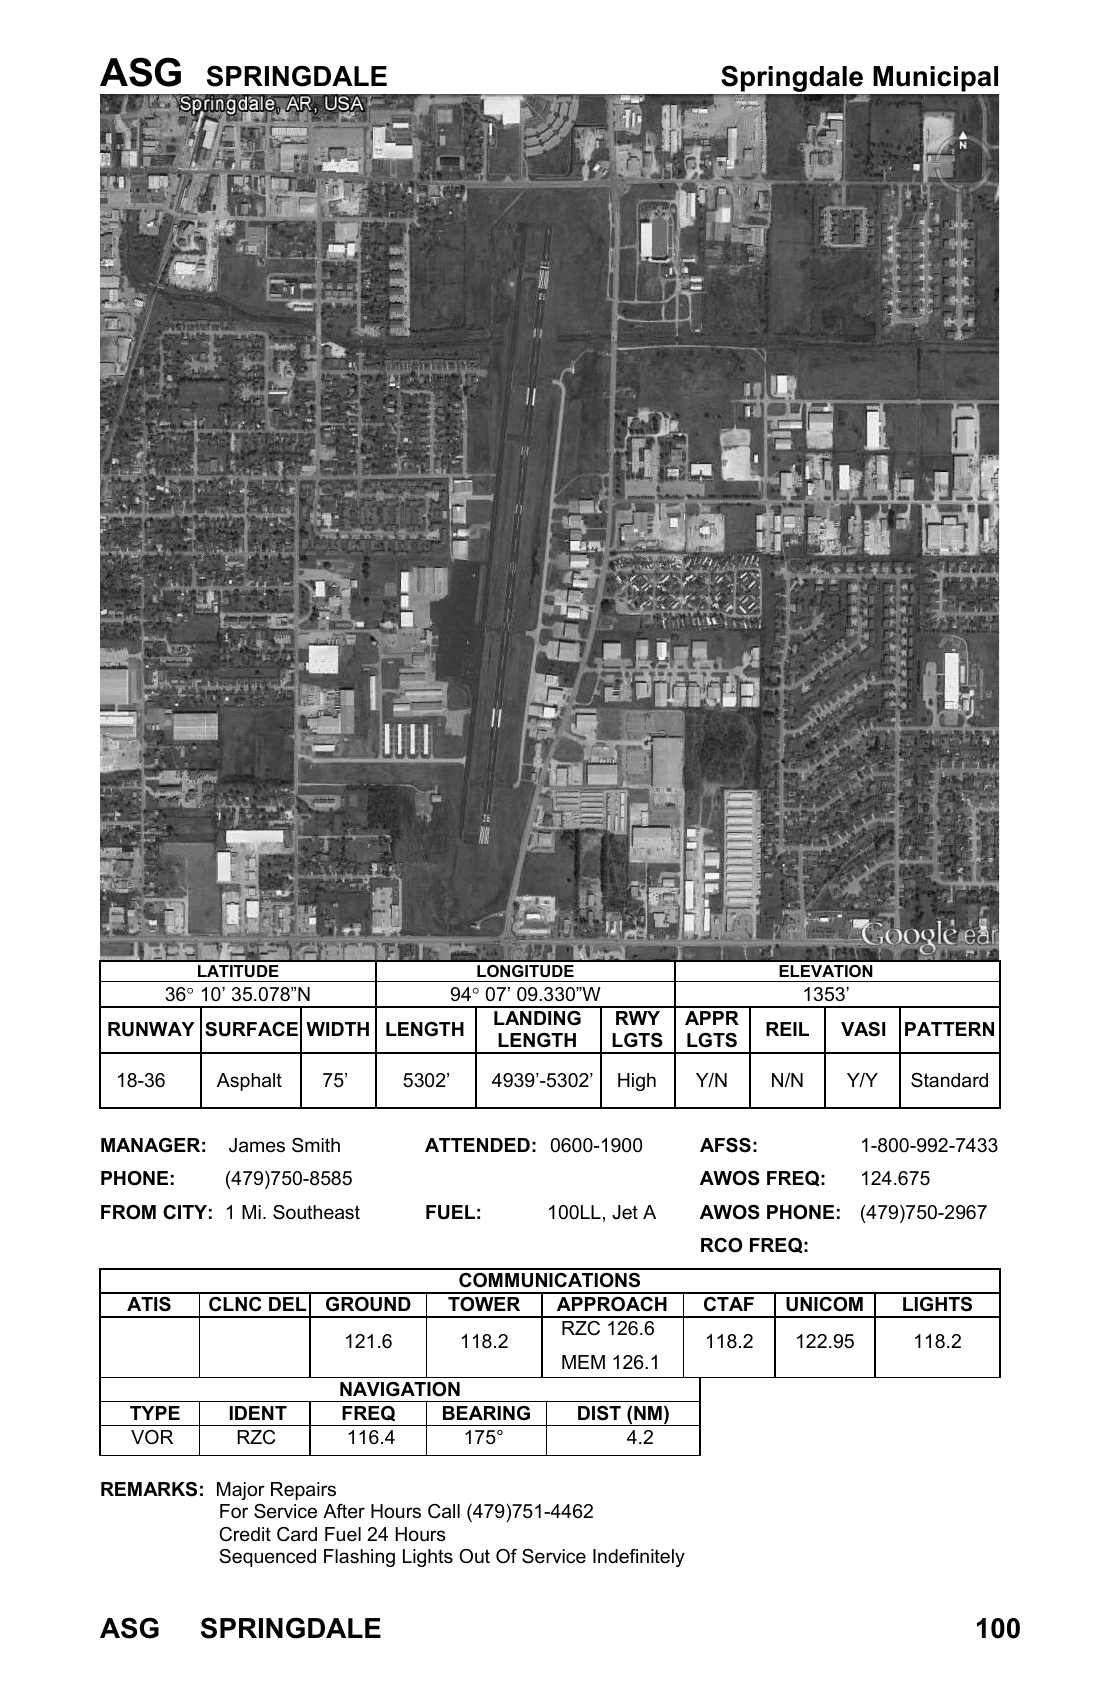 ASG SPRINGDALE Springdale Municipal
Springdale, AR, USA
N
18
Google ear
LATITUDE LONGITUDE ELEVATION
36° 10’ 35.078”N 94° 07’ 09.330”W 1353’
RUNWAY SURFACE WIDTH LENGTH LANDING LENGTH RWY LGTS APPR LGTS REIL VASI PATTERN
18-36 Asphalt 75’ 5302’ 4939’-5302’ High Y/N N/N Y/Y Standard
MANAGER: James Smith ATTENDED: 0600-1900 AFSS: 1-800-992-7433
PHONE: (479)750-8585 AWOS FREQ: 124.675
FROM CITY: 1 Mi. Southeast FUEL: 100LL, Jet A AWOS PHONE: (479)750-2967
RCO FREQ:
COMMUNICATIONS
ATIS CLNC DEL GROUND TOWER APPROACH CTAF UNICOM LIGHTS
121.6 118.2 RZC 126.6 MEM 126.1 118.2 122.95 118.2
NAVIGATION
TYPE IDENT FREQ BEARING DIST (NM)
VOR RZC 116.4 175° 4.2
REMARKS: Major Repairs
For Service After Hours Call (479)751-4462
Credit Card Fuel 24 Hours
Sequenced Flashing Lights Out Of Service Indefinitely
ASG SPRINGDALE 100